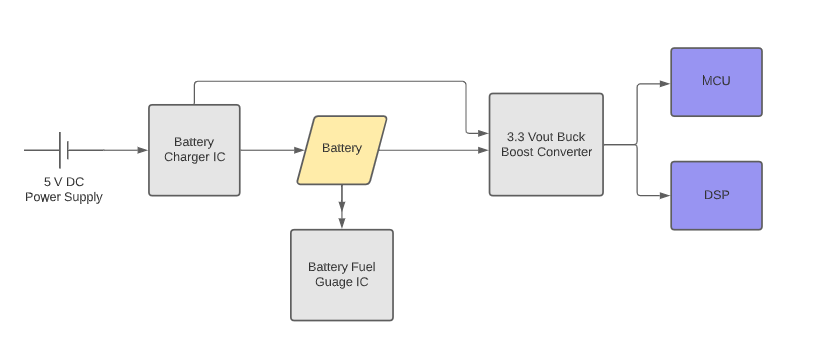 5 V DC
Power Supply
Battery
Charger IC
Battery
Battery Fuel
Guage IC
3.3 Vout Buck
Boost Converter
MCU
DSP